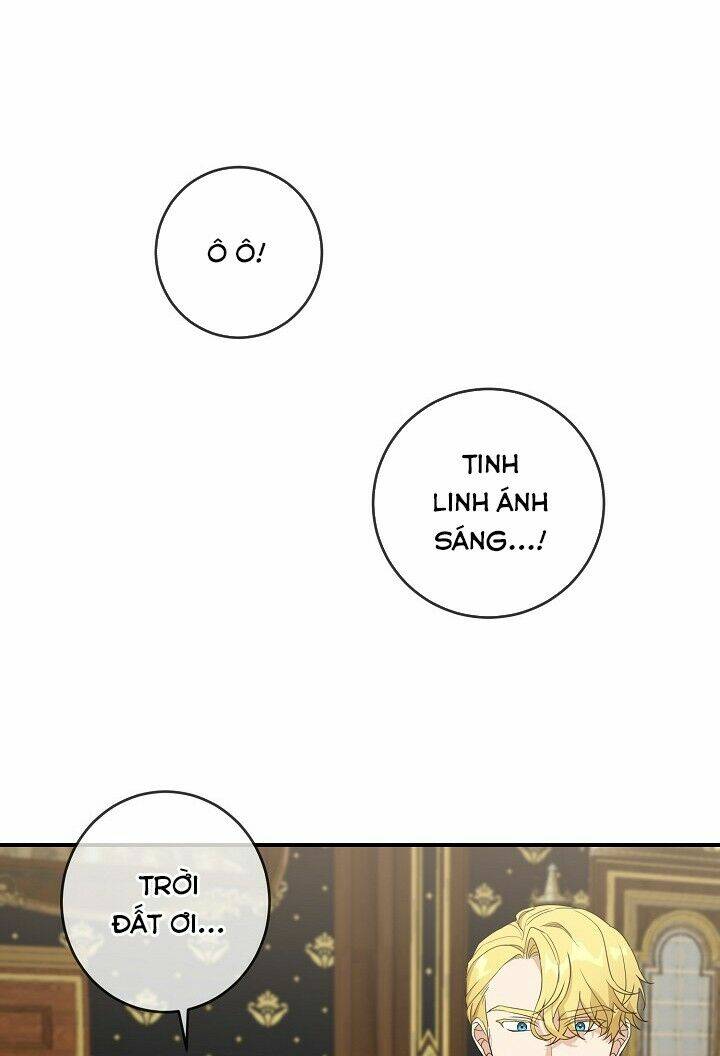 Ô Ô!
TINH
LINH ÁNH
SÁNG...!
TRỜI
ĐẤT ƠI...